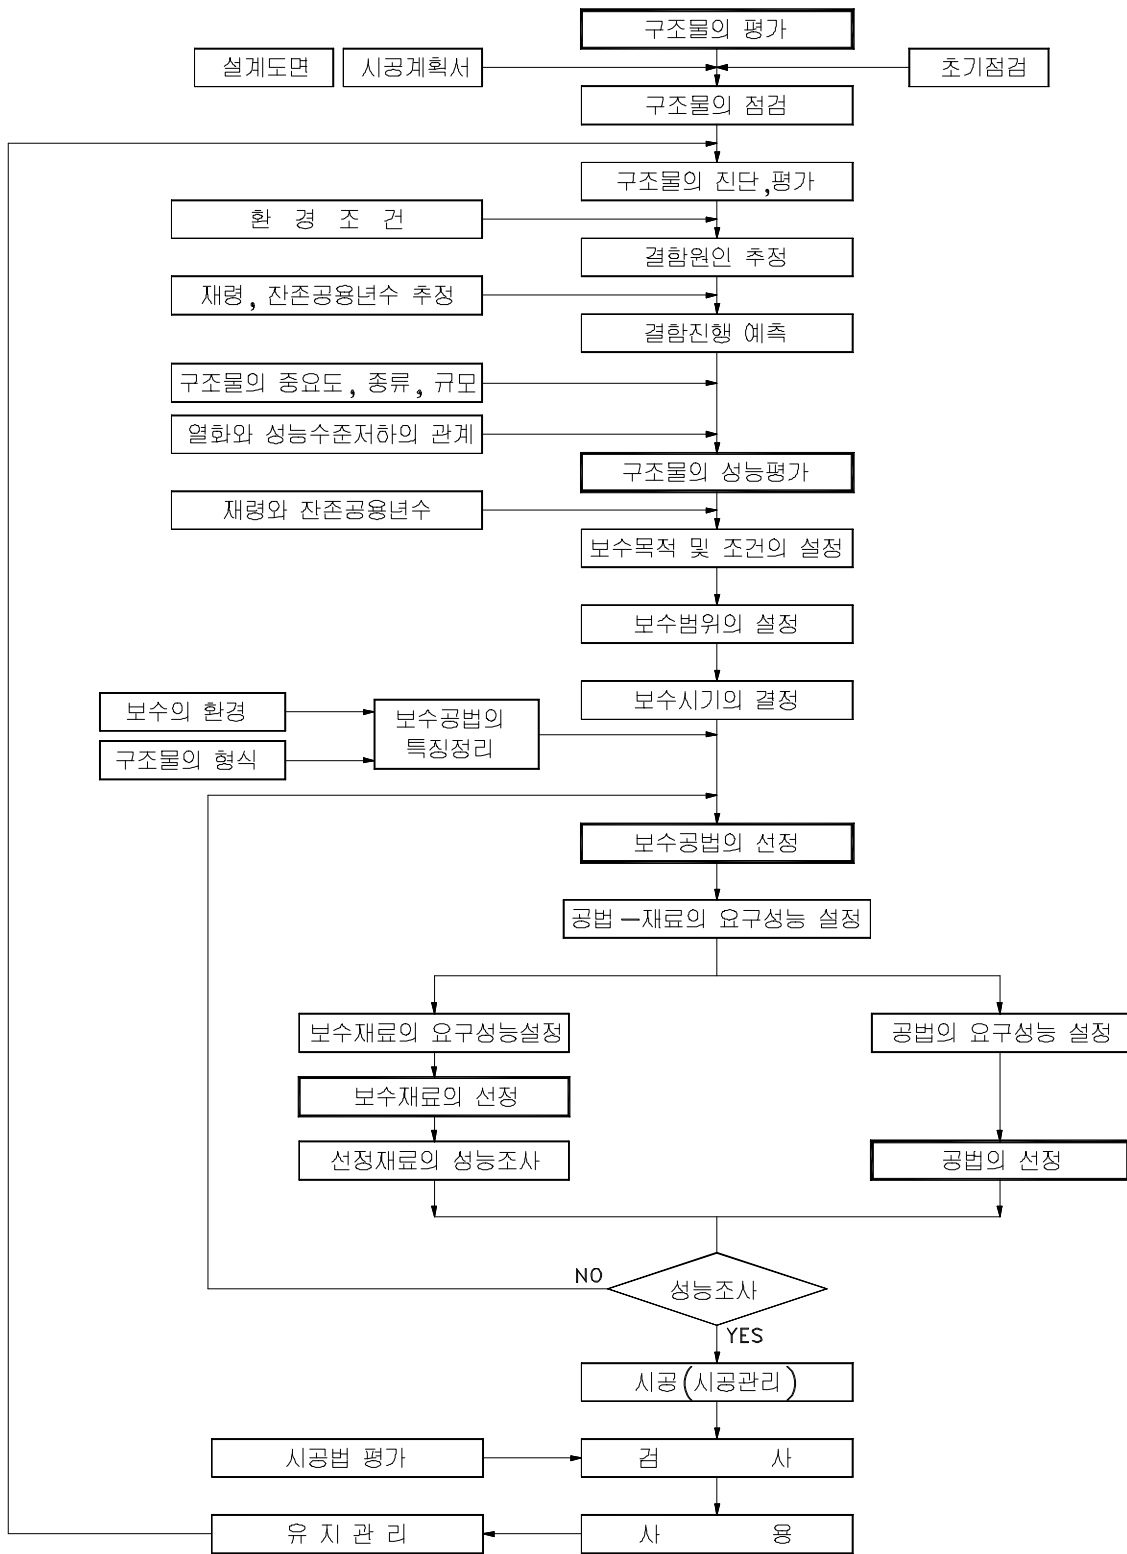 구조물의 평가
설계도면
시공계획서
초기점검
구조물의 점검
구조물의 진단,평가
환 경 조 건
결함원인 추정
재령, 잔존공용년수 추정
결함진행 예측
구조물의 중요도, 종류, 규모
열화와 성능수준저하의 관계
구조물의 성능평가
재령와 잔존공용년수
보수목적 및 조건의 설정
보수범위의 설정
보수시기의 결정
보수의 환경
구조물의 형식
보수공법의
특징정리
보수공법의 선정
공법-재료의 요구성능 설정
보수재료의 요구성능설정
공법의 요구성능 설정
보수재료의 선정
선정재료의 성능조사
공법의 선정
NO
성능조사
YES
시공(시공관리)
시공법 평가
검 사
유 지 관 리
사 용